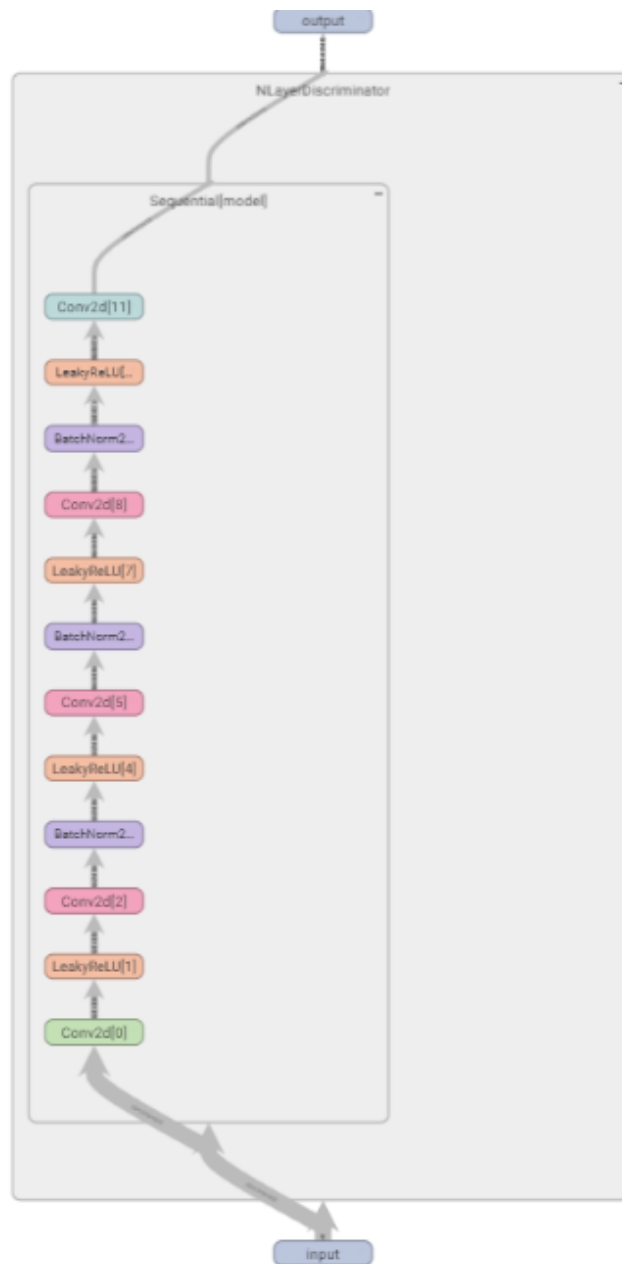 output
NLayerDiscriminator
Sequential[model]
Conv2d[11]
LeakyReLU[...
BatchNorm2...
Conv2d[8]
LeakyReLU[7]
BatchNorm2...
Conv2d[5]
LeakyReLU[4]
BatchNorm2...
Conv2d[2]
LeakyReLU[1]
Conv2d[0]
input